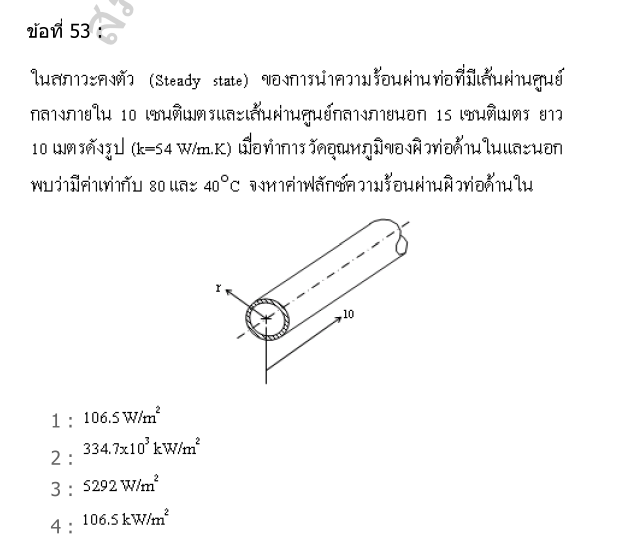 สร
ข้อที่ 53 :
ในสภาวะคงตัว (Steady state) ของการนำความร้อนผ่านท่อที่มีเส้นผ่านศูนย์
กลางภายใน 10 เซนติเมตรและเส้นผ่านศูนย์กลางภายนอก 15 เซนติเมตร ยาว
10 เมตรดังรูป (k=54 W/m.K) เมื่อทำการวัดอุณหภูมิของผิวท่อด้านในและนอก
พบว่ามีค่าเท่ากับ 80 และ 40°C จงหาค่าฟลักซ์ความร้อนผ่านผิวท่อด้านใน
r
10
1 : 106.5 W/m²
2 : 334.7x10³ kW/m²
3 : 5292 W/m²
4 : 106.5 kW/m²